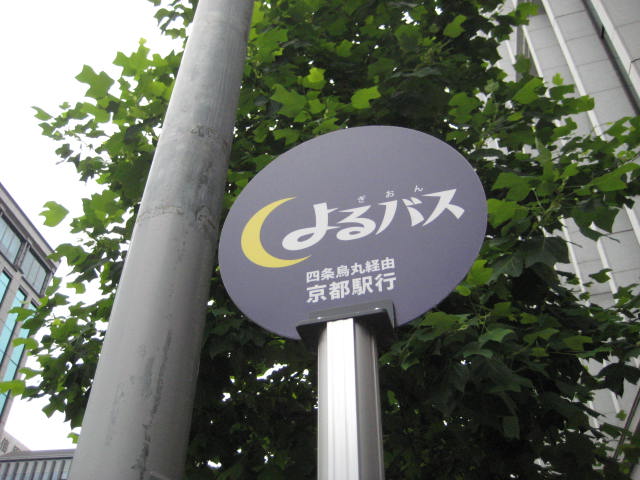 ぎおん
よるバス
四条烏丸経由
京都駅行